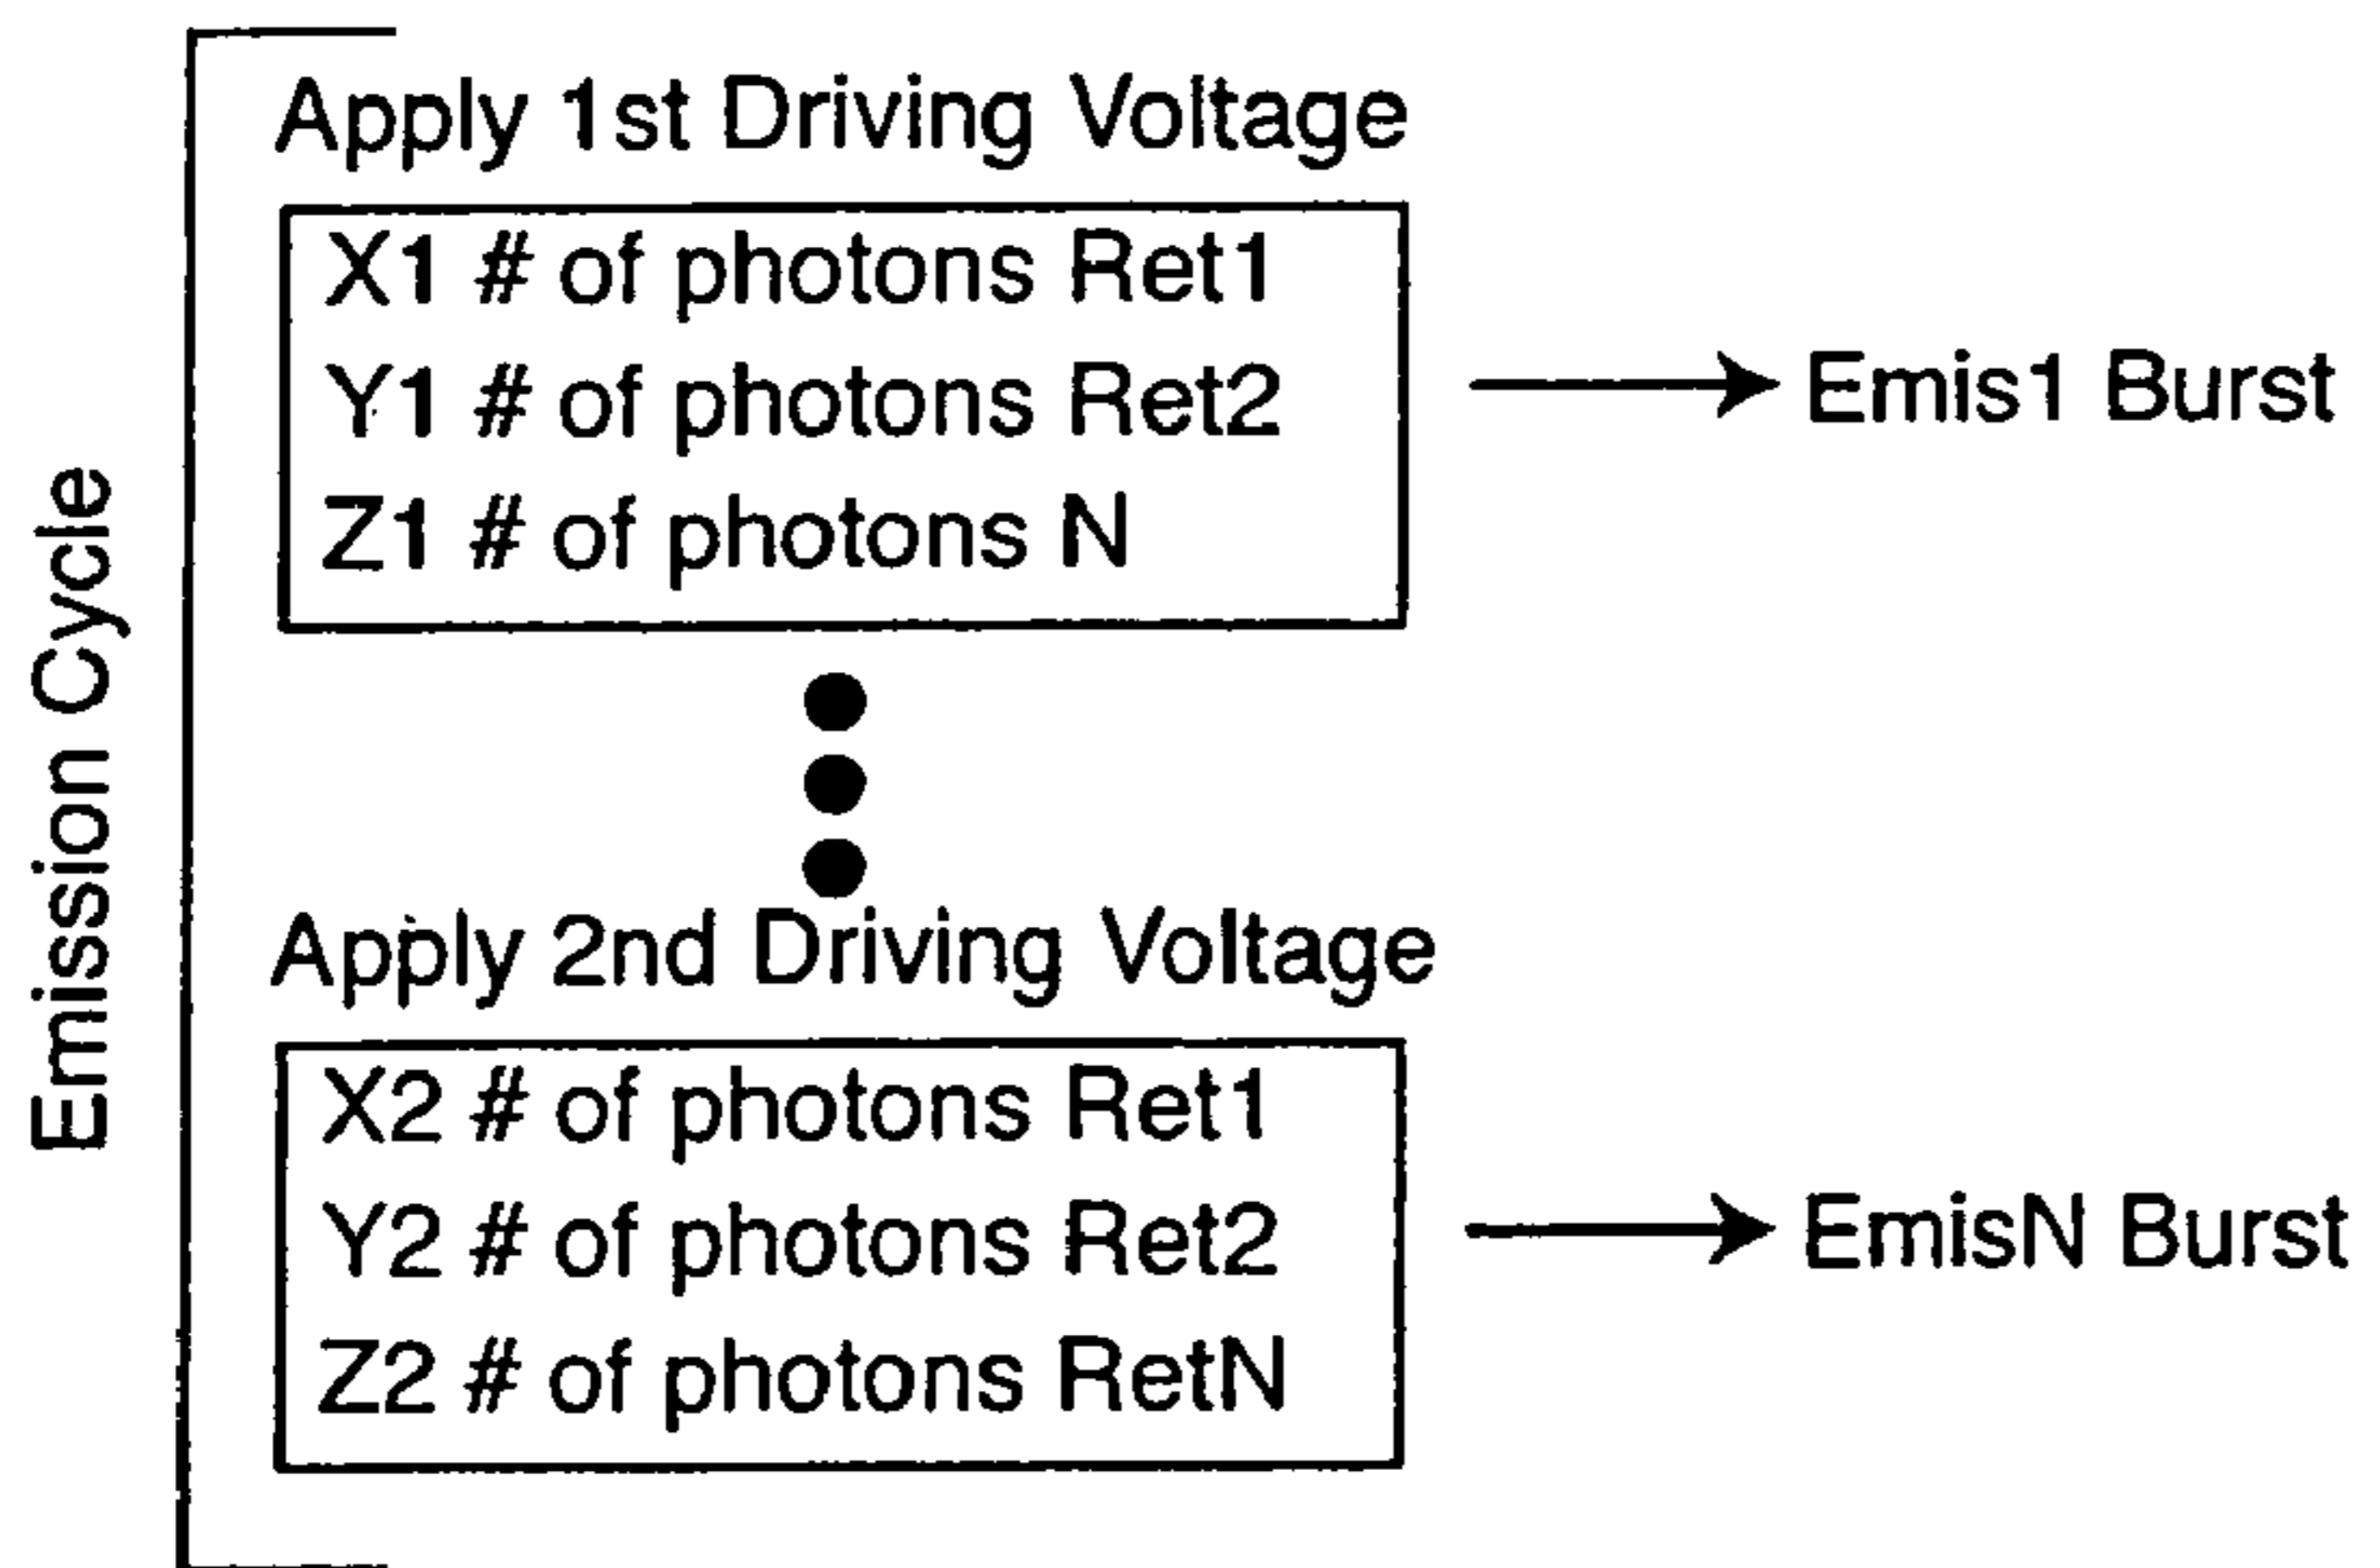 Emission Cycle
Apply 1st Driving Voltage
X1 # of photons Ret1
Y1 # of photons Ret2
Z1 # of photons N
Emis1 Burst
Apply 2nd Driving Voltage
X2 # of photons Ret1
Y2 # of photons Ret2
Z2 # of photons RetN
EmisN Burst